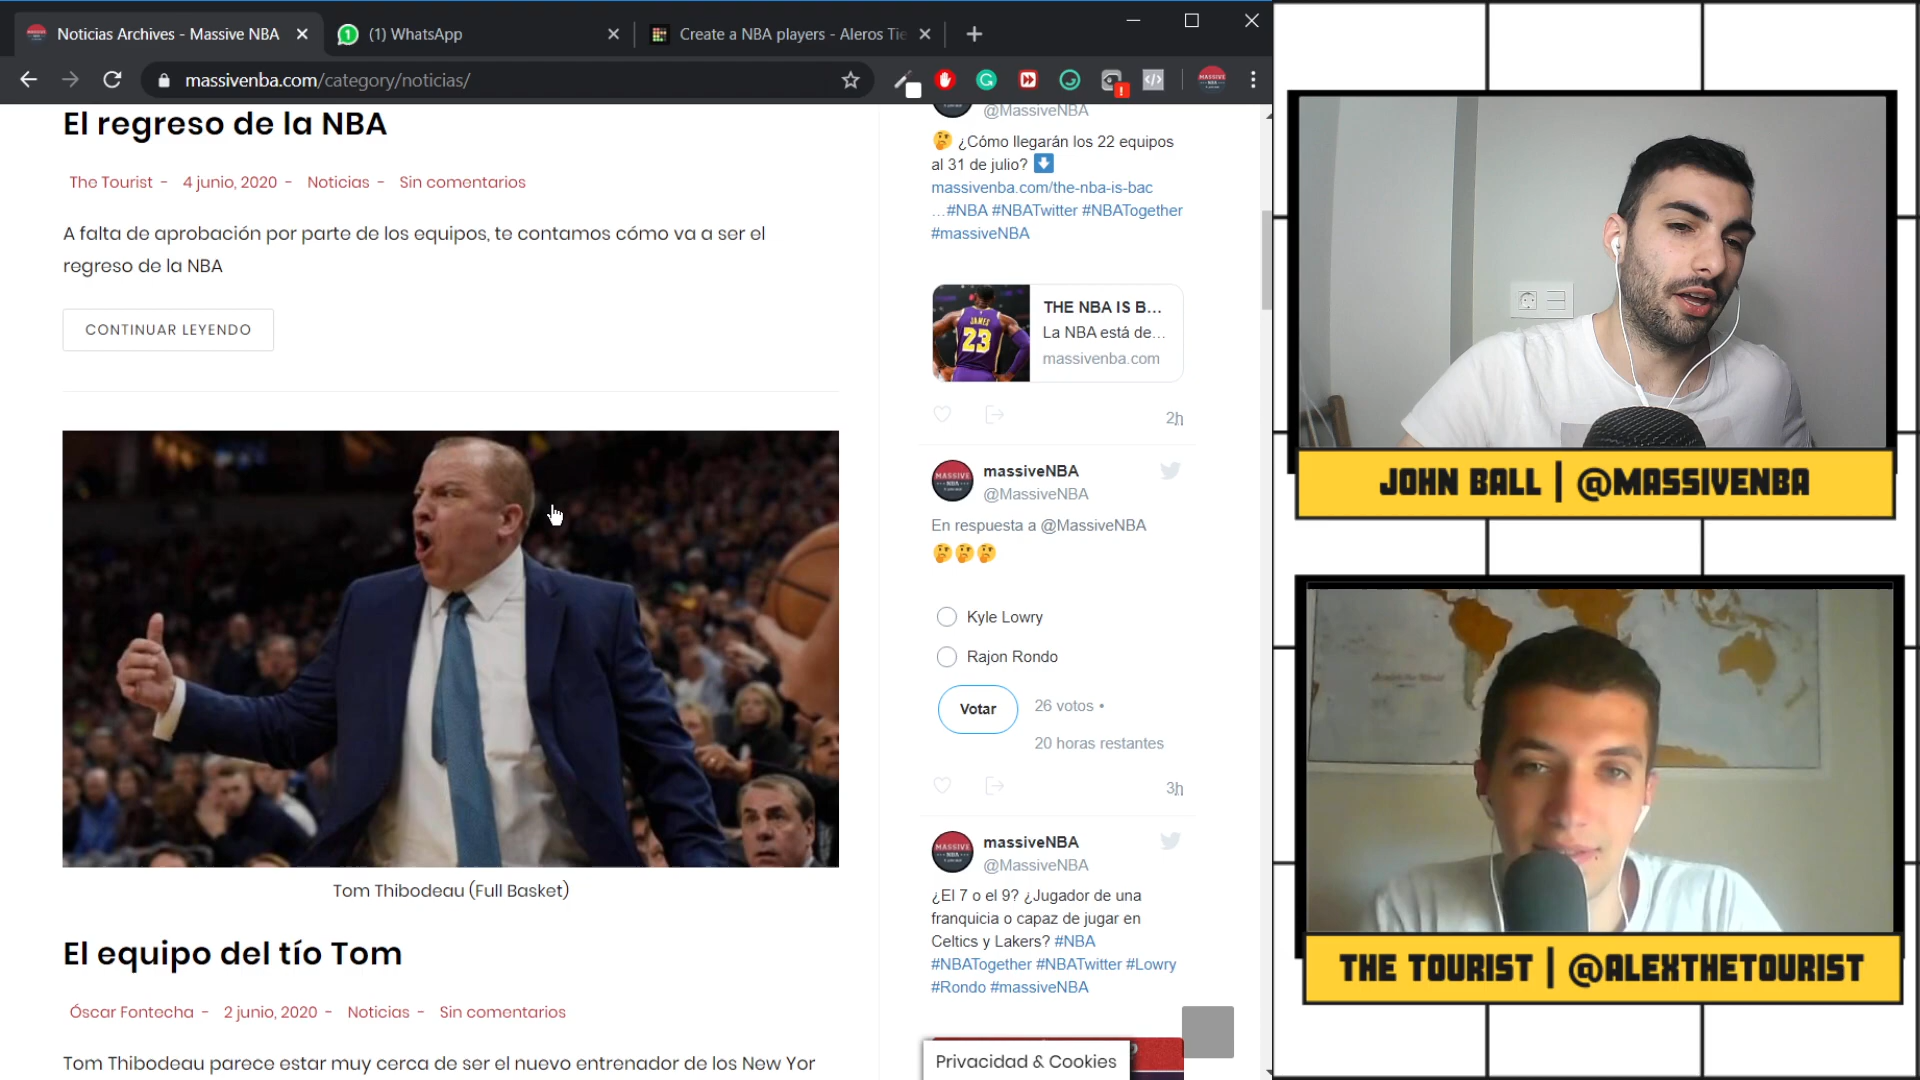 Noticias Archives - Massive NBA
(1) WhatsApp
Create a NBA players - Aleros Tie
massivenba.com/category/noticias/
El regreso de la NBA
The Tourist - 4 junio, 2020 - Noticias - Sin comentarios
A falta de aprobación por parte de los equipos, te contamos cómo va a ser el
regreso de la NBA
CONTINUAR LEYENDO
Tom Thibodeau (Full Basket)
El equipo del tío Tom
Óscar Fontecha - 2 junio, 2020 - Noticias - Sin comentarios
Tom Thibodeau parece estar muy cerca de ser el nuevo entrenador de los New Yor
@MassiveNBA
¿Cómo llegarán los 22 equipos
al 31 de julio?
massivenba.com/the-nba-is-bac
…#NBA #NBATwitter #NBATogether
#massiveNBA
JAMES
23
THE NBA IS B...
La NBA está de...
massivenba.com
2h
massiveNBA
@MassiveNBA
En respuesta a @MassiveNBA
Kyle Lowry
Rajon Rondo
Votar
26 votos •
20 horas restantes
3h
massiveNBA
@MassiveNBA
¿El 7 o el 9? ¿Jugador de una
franquicia o capaz de jugar en
Celtics y Lakers? #NBA
#NBATogether #NBATwitter #Lowry
#Rondo #massiveNBA
Privacidad & Cookies
JOHN BALL | @MASSIVENBA
THE TOURIST | @ALEXTHETOURIST